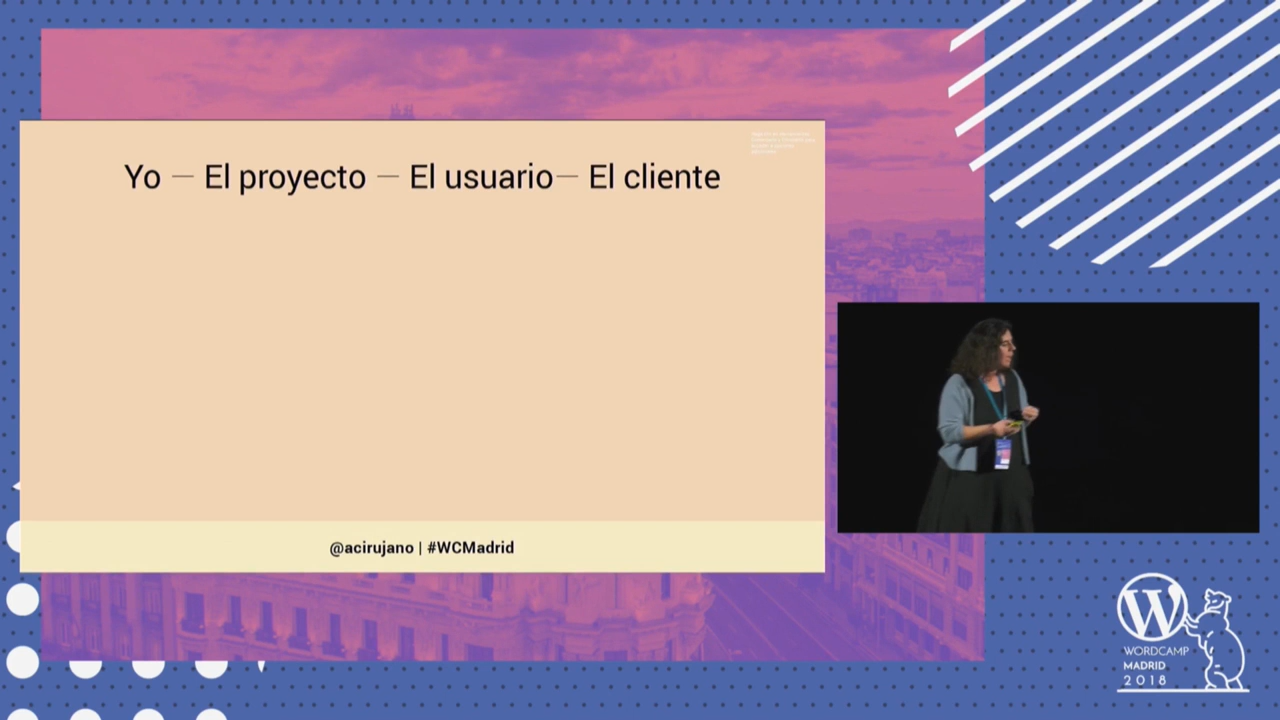 Yo — El proyecto — El usuario— El cliente
@acirujano | #WCMadrid
WORDCAMP
MADRID
2018